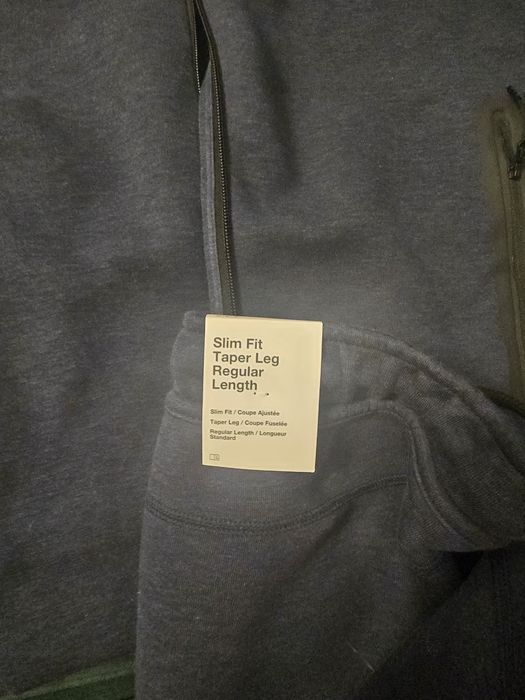 Slim Fit
Taper Leg
Regular
Length
Slim Fit / Coupe Ajustée
Taper Leg / Coupe Fuselée
Regular Length / Longueur
Standard